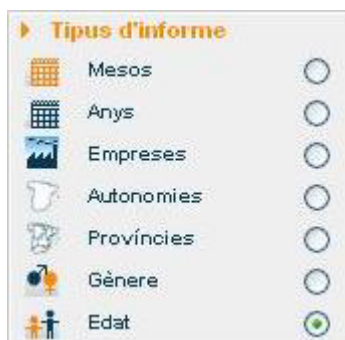 Tipus d'informe
Mesos
Anys
Empreses
Autonomies
Províncies
Gènere
Edat